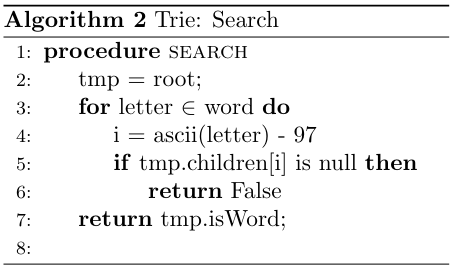 Algorithm 2 Trie: Search
1: procedure SEARCH
2: tmp = root;
3: for letter ∈ word do
4: i = ascii(letter) - 97
5: if tmp.children[i] is null then
6: return False
7: return tmp.isWord;
8: